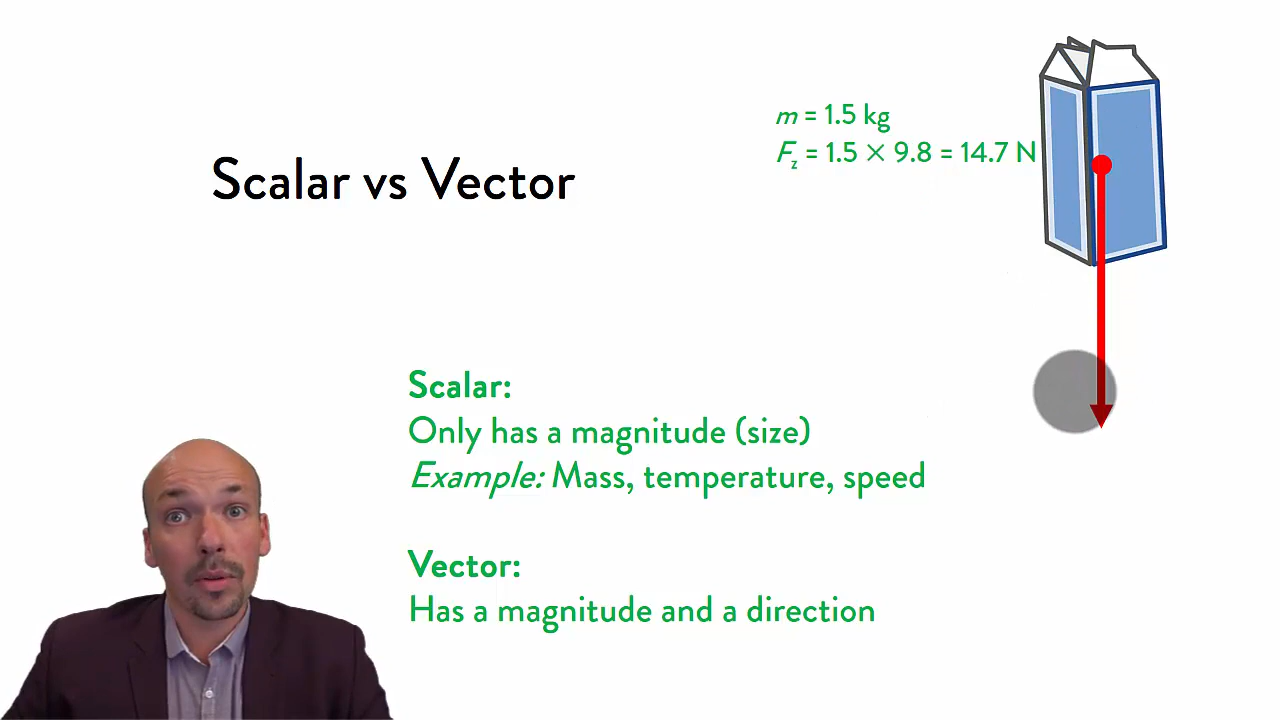 Scalar vs Vector
m = 1.5 kg
Fz = 1.5 × 9.8 = 14.7 N
Scalar:
Only has a magnitude (size)
Example: Mass, temperature, speed
Vector:
Has a magnitude and a direction